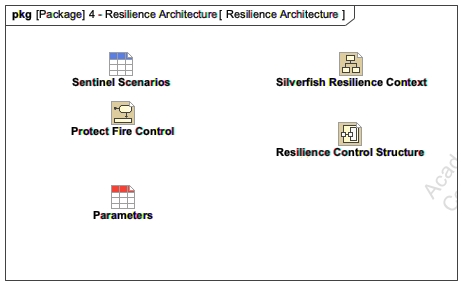 pkg [Package] 4 - Resilience Architecture [ Resilience Architecture ]
Sentinel Scenarios
Silverfish Resilience Context
Protect Fire Control
Resilience Control Structure
Parameters